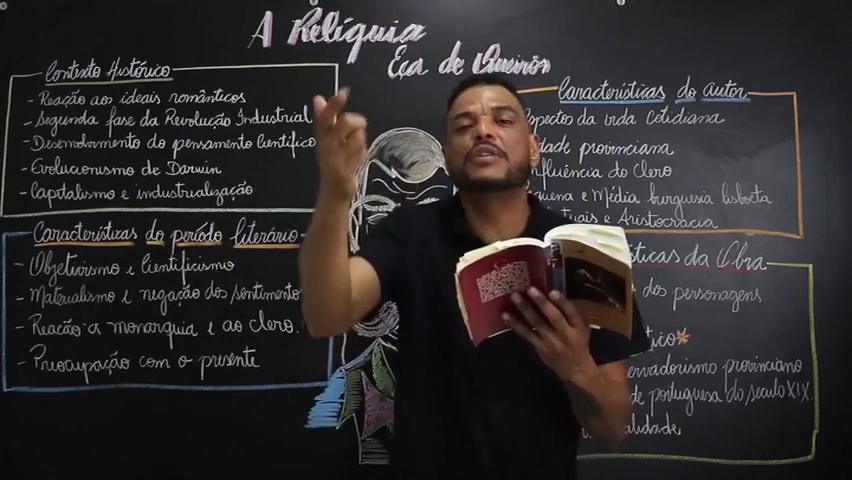 A Relíquia
Eça de Queirós
Contexto Histórico
- Reação aos ideais românticos
- Segunda fase da Revolução Industrial
- Desenvolvimento do pensamento científico
- Evolucionismo de Darwin
- Capitalismo e industrialização
Características do período literário
- Objetivismo e cientificismo
- Materialismo e negação dos sentimentos
- Reação a monarquia e ao clero.
- Preocupação com o presente
Características do autor
spectos da vida cotidiana
dade provinciana
nfluência do Clero
quena e Média burguesia lisboeta
tuais e Aristocracia
sticas da Obra
dos personagens
tico*
servadorismo provinciano
de portuguesa do século XIX.
alidade